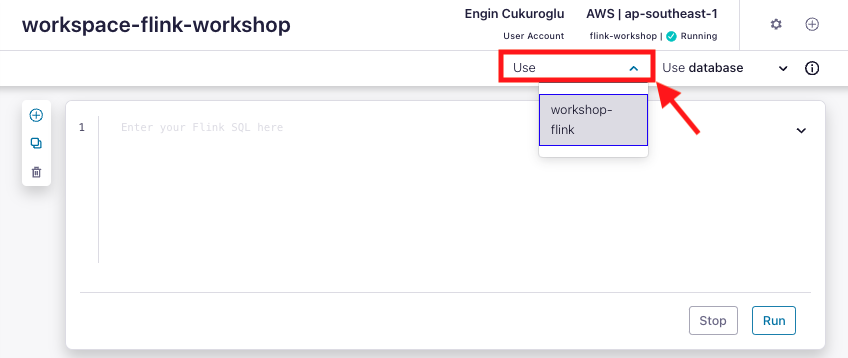 workspace-flink-workshop
Engin Cukuroglu
User Account
AWS | ap-southeast-1
flink-workshop | Running
Use
Use database
workshop-
flink
1
Enter your Flink SQL here
Stop
Run